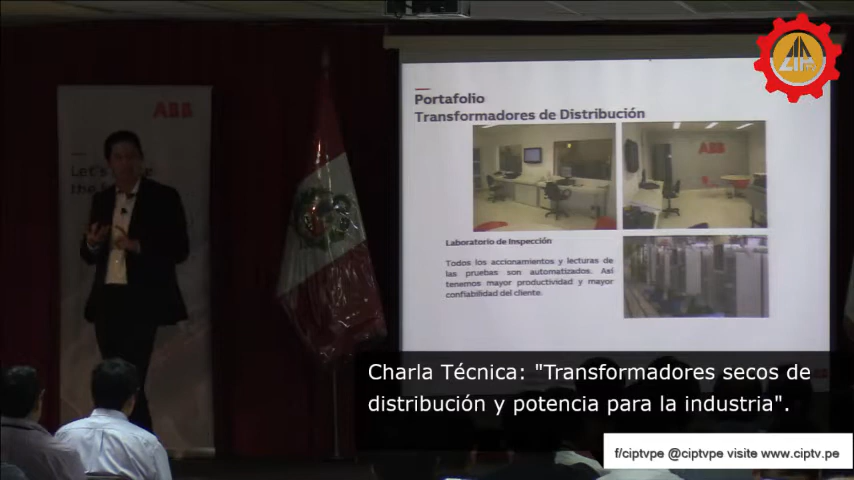 ABB
Let's
the
Portafolio
Transformadores de Distribución
ABB
Laboratorio de Inspección
Todos los accionamientos y lecturas de
las pruebas son automatizados. Así
tenemos mayor productividad y mayor
confiabilidad del cliente.
Charla Técnica: "Transformadores secos de
distribución y potencia para la industria".
f/ciptvpe @ciptvpe visite www.ciptv.pe